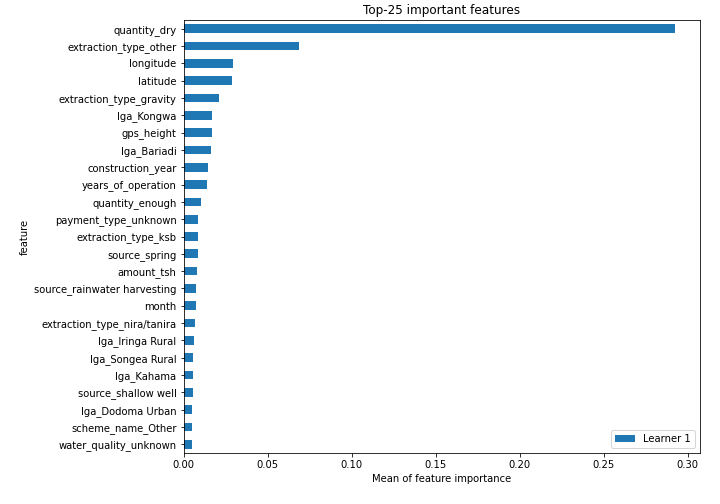 Top-25 important features
quantity_dry
extraction_type_other
longitude
latitude
extraction_type_gravity
lga_Kongwa
gps_height
lga_Bariadi
construction_year
years_of_operation
quantity_enough
payment_type_unknown
extraction_type_ksb
source_spring
amount_tsh
source_rainwater harvesting
month
extraction_type_nira/tanira
lga_Iringa Rural
lga_Songea Rural
lga_Kahama
source_shallow well
lga_Dodoma Urban
scheme_name_Other
water_quality_unknown
feature
Learner 1
0.00 0.05 0.10 0.15 0.20 0.25 0.30
Mean of feature importance